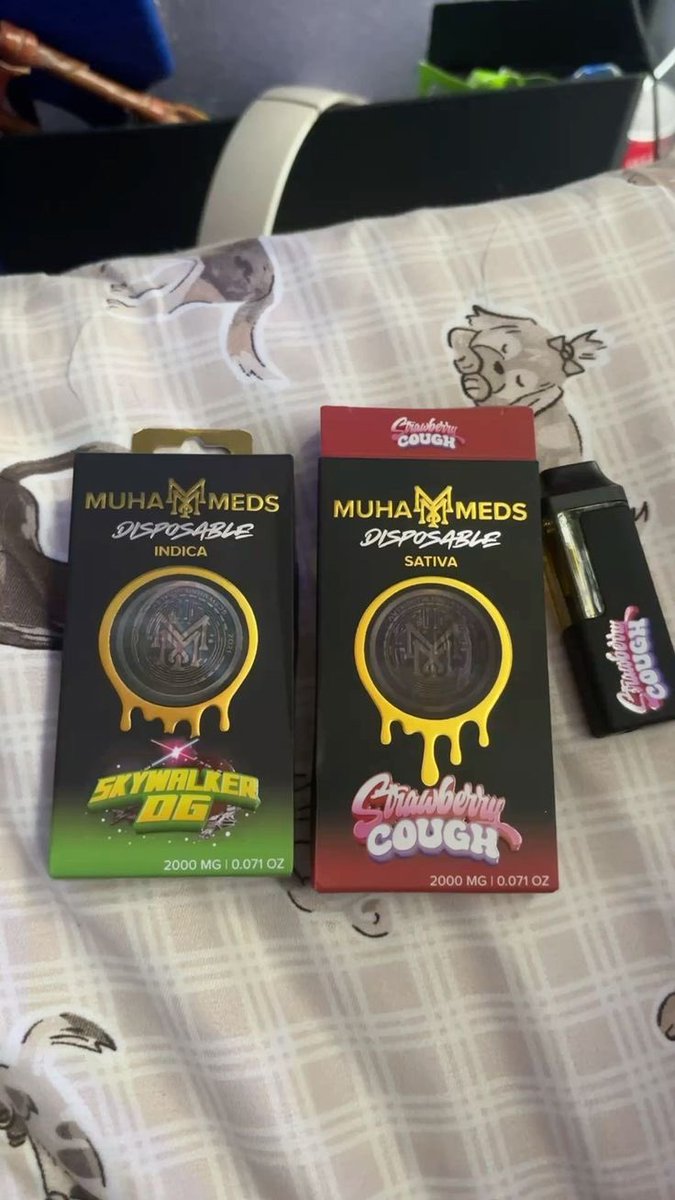 MUHA MEDS
DISPOSABLE
INDICA
2021
SKYWALKER
OG
2000 MG | 0.071 OZ
Strawberry
COUGH
MUHA MEDS
DISPOSABLE
SATIVA
Strawberry
COUGH
2000 MG | 0.071 OZ
Strawberry
COUGH